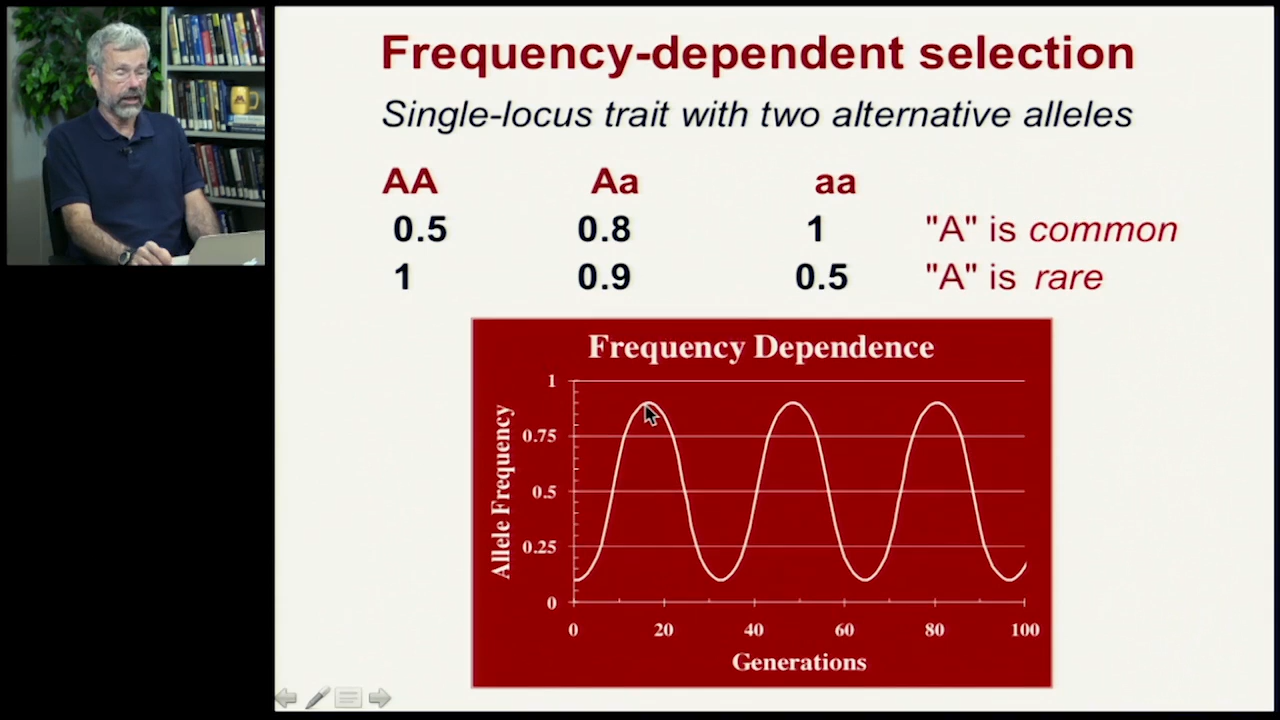 Frequency-dependent selection
Single-locus trait with two alternative alleles
AA Aa aa
0.5 0.8 1 "A" is common
1 0.9 0.5 "A" is rare
Frequency Dependence
Allele Frequency
1
0.75
0.5
0.25
0
0 20 40 60 80 100
Generations